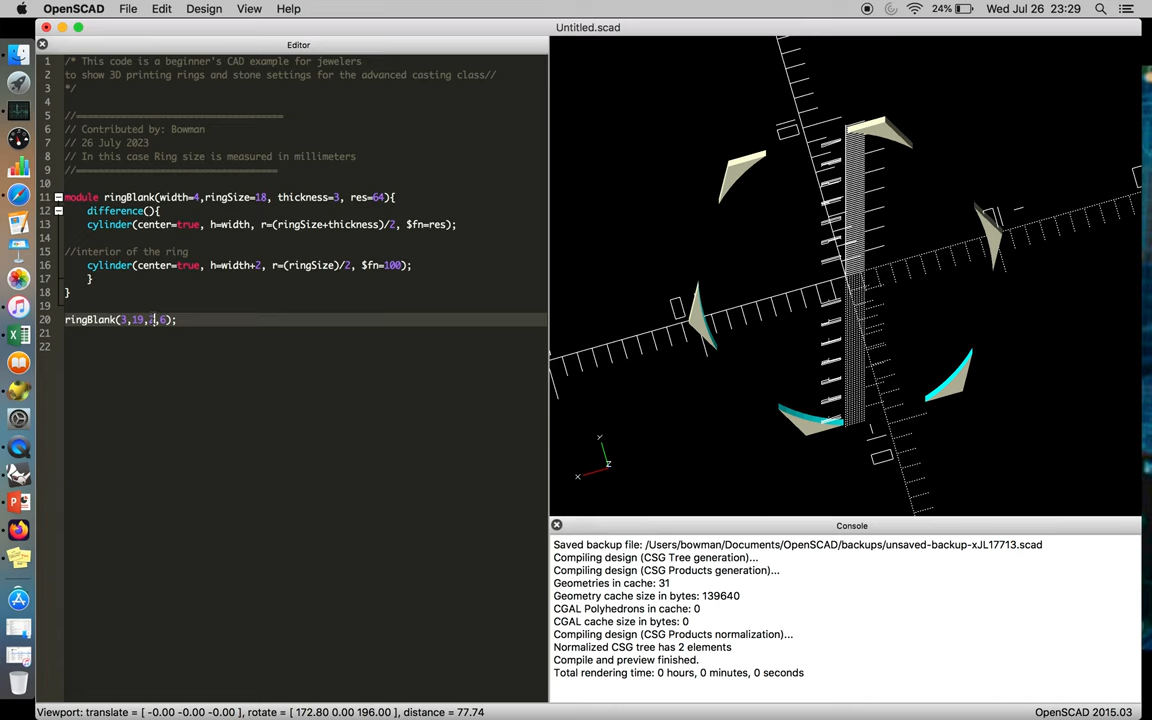 OpenSCAD File Edit Design View Help 24% Wed Jul 26 23:29
Untitled.scad
Editor
1 /* This code is a beginner's CAD example for jewelers
2 to show 3D printing rings and stone settings for the advanced casting class//
3 */
4
5 //==============================
6 // Contributed by: Bowman
7 // 26 July 2023
8 // In this case Ring size is measured in millimeters
9 //=============================
10
11 module ringBlank(width=4,ringSize=18, thickness=3, res=64){
12 difference(){
13 cylinder(center=true, h=width, r=(ringSize+thickness)/2, $fn=res);
14
15 //interior of the ring
16 cylinder(center=true, h=width+2, r=(ringSize)/2, $fn=100);
17 }
18 }
19
20 ringBlank(3,19,2,6);
21
22
Y
X
Z
Console
Saved backup file: /Users/bowman/Documents/OpenSCAD/backups/unsaved-backup-xJL17713.scad
Compiling design (CSG Tree generation)...
Compiling design (CSG Products generation)...
Geometries in cache: 31
Geometry cache size in bytes: 139640
CGAL Polyhedrons in cache: 0
CGAL cache size in bytes: 0
Compiling design (CSG Products normalization)...
Normalized CSG tree has 2 elements
Compile and preview finished.
Total rendering time: 0 hours, 0 minutes, 0 seconds
Viewport: translate = [ -0.00 -0.00 -0.00 ], rotate = [ 172.80 0.00 196.00 ], distance = 77.74
OpenSCAD 2015.03